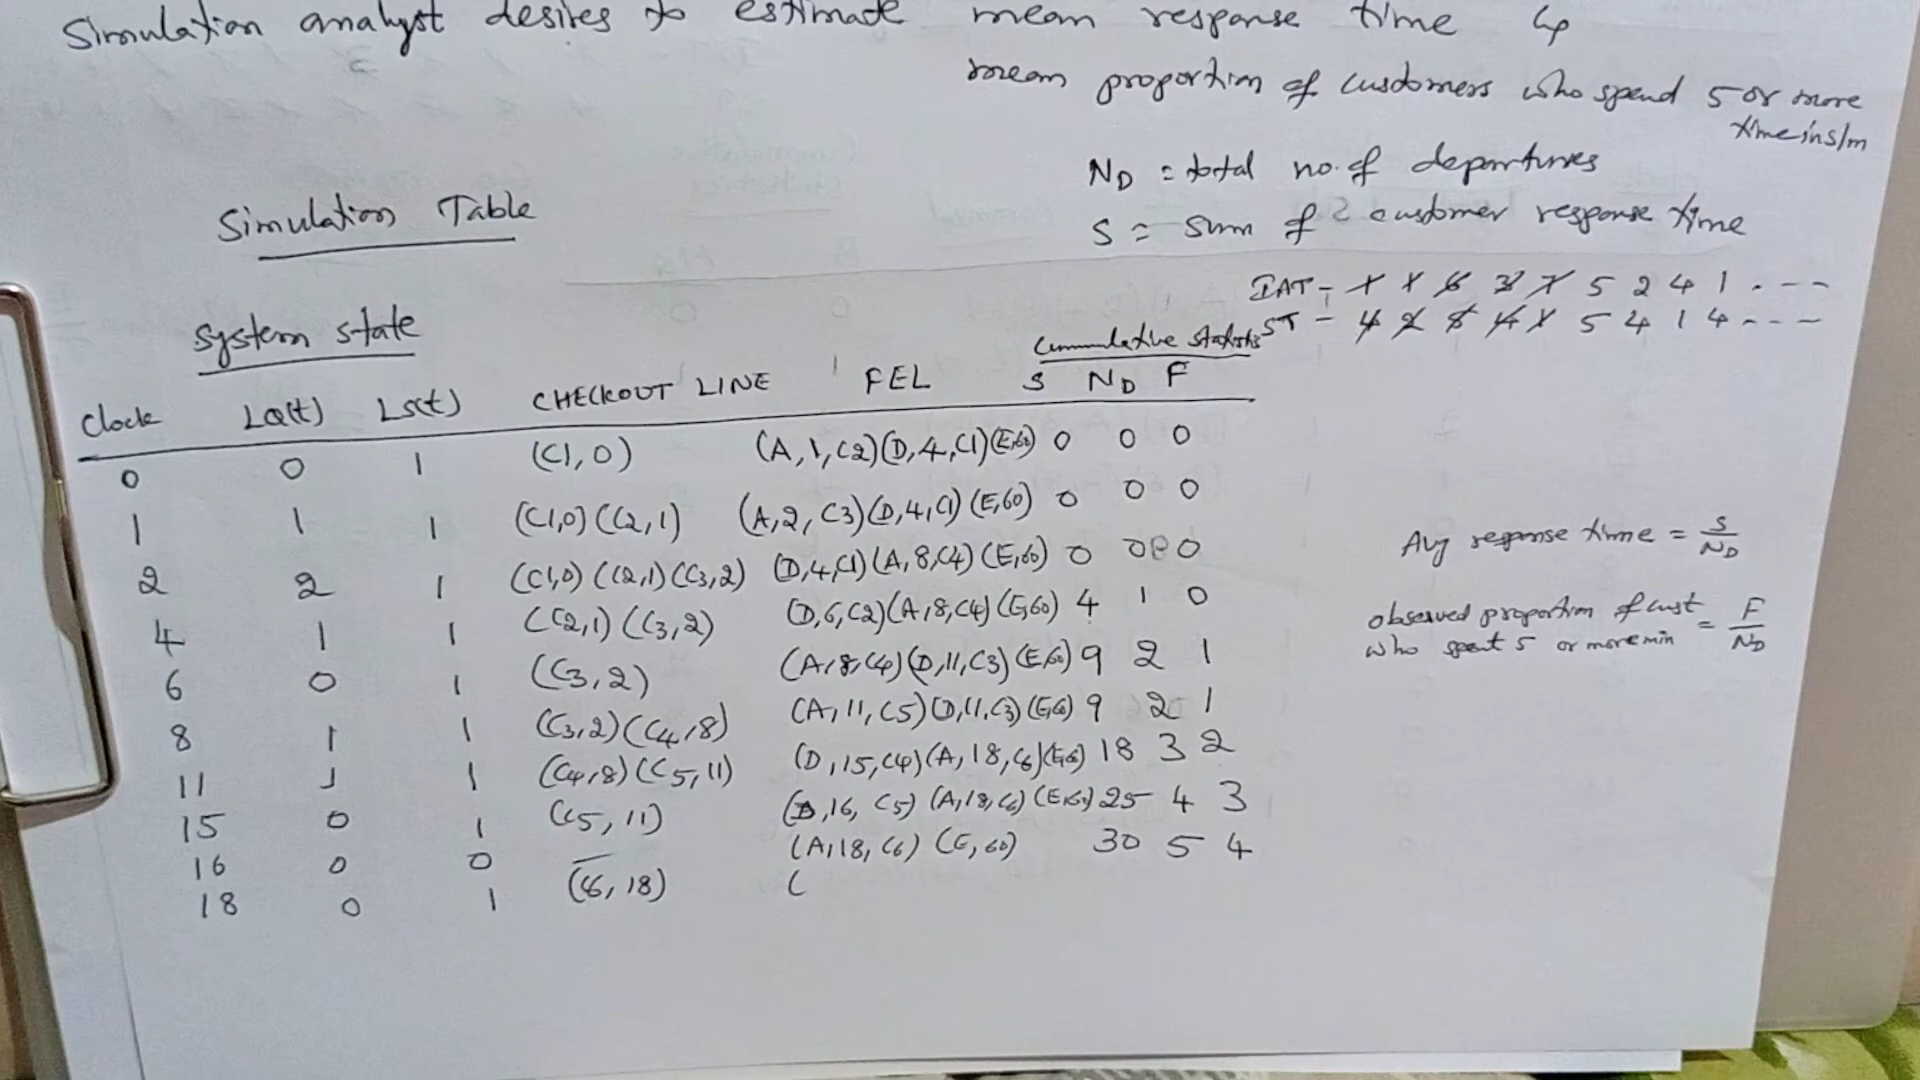 Simulation analyst desires to estimate mean response time &
mean proportion of customers who spend 5 or more
time in s/m
ND = total no. of departures
S = sum of customer response time
Simulation Table
IAT - 1 1 6 3 7 5 2 4 1 . - - -
ST - 4 2 5 4 1 5 4 1 4 - - - -
System state
Cummulative statistics
Clock LQ(t) LS(t) CHECKOUT LINE FEL S ND F
0 0 1 (C1,0) (A,1,C2)(D,4,C1)(E,60) 0 0 0
1 1 1 (C1,0) (C2,1) (A,2,C3)(D,4,C1)(E,60) 0 0 0
2 2 1 (C1,0) (C2,1) (C3,2) (D,4,C1)(A,8,C4)(E,60) 0 0 0
4 1 1 (C2,1) (C3,2) (D,6,C2)(A,8,C4)(E,60) 4 1 0
6 0 1 (C3,2) (A,8,C4)(D,11,C3)(E,60) 9 2 1
8 1 1 (C3,2)(C4,8) (A,11,C5)(D,11,C3)(E,60) 9 2 1
11 1 1 (C4,8)(C5,11) (D,15,C4)(A,18,C6)(E,60) 18 3 2
15 0 1 (C5,11) (D,16,C5) (A,18,C6) (E,60) 25 4 3
16 0 0 — (A,18,C6) (E,60) 30 5 4
18 0 1 (C6,18) (
Avg response time = S/ND
observed proportion of cust
who spent 5 or more min = F/ND